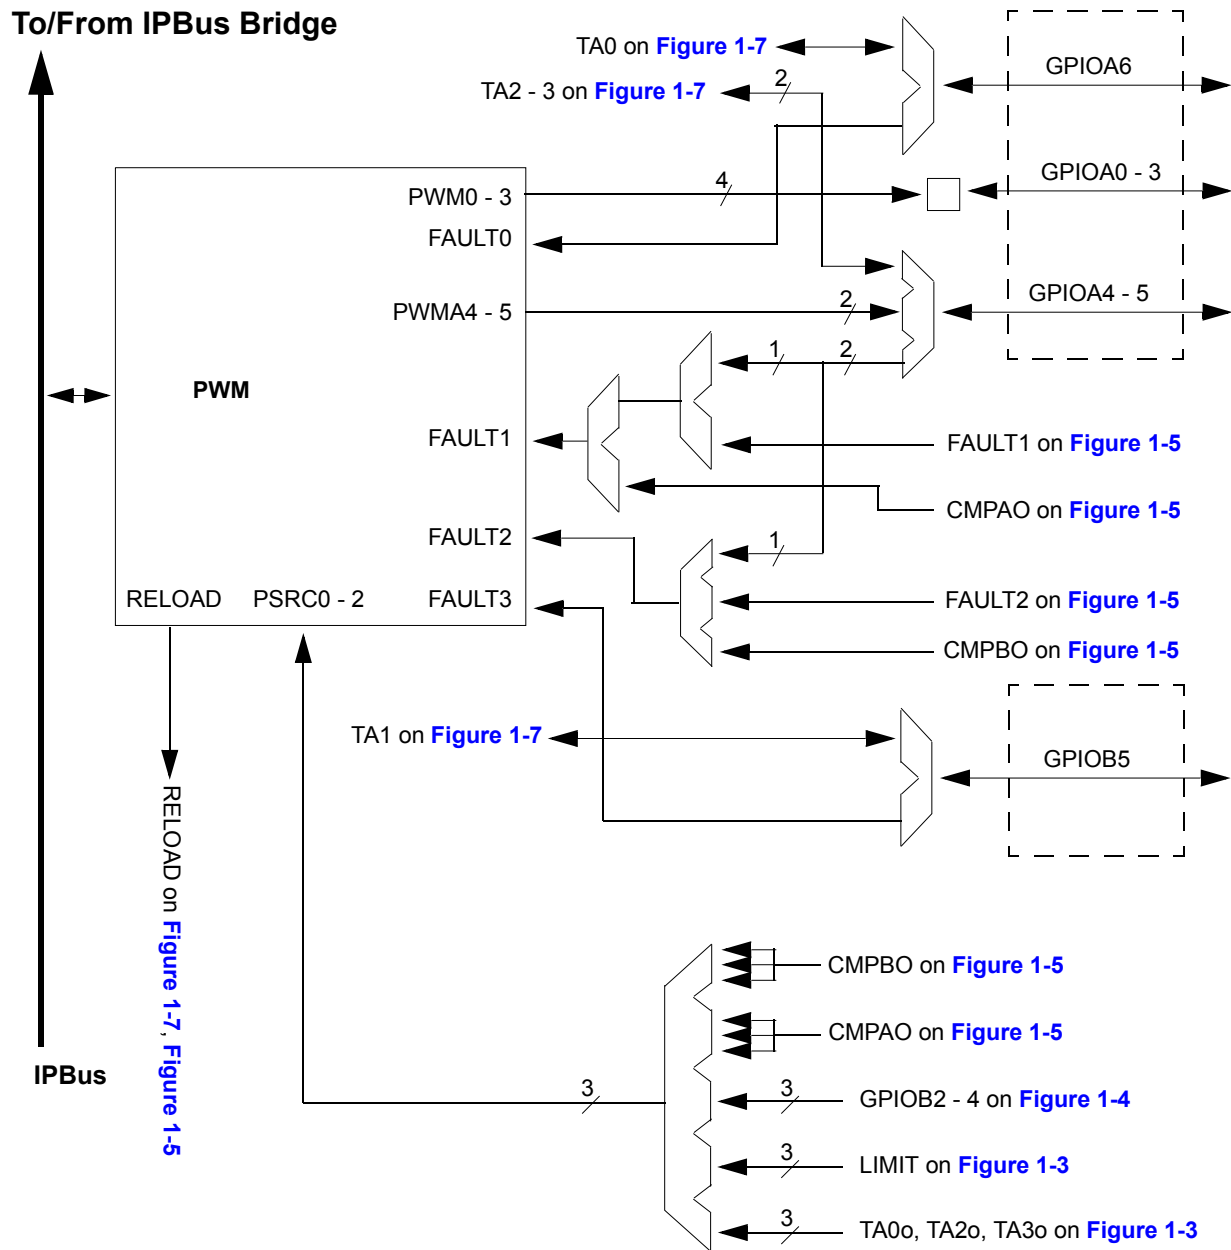 To/From IPBus Bridge
TA0 on Figure 1-7
GPIOA6
TA2 - 3 on Figure 1-7
2
PWM0 - 3
4
GPIOA0 - 3
FAULT0
PWMA4 - 5
2
GPIOA4 - 5
1
2
PWM
FAULT1
FAULT1 on Figure 1-5
CMPAO on Figure 1-5
FAULT2
1
RELOAD
PSRC0 - 2
FAULT3
FAULT2 on Figure 1-5
CMPBO on Figure 1-5
TA1 on Figure 1-7
GPIOB5
RELOAD on Figure 1-7, Figure 1-5
CMPBO on Figure 1-5
CMPAO on Figure 1-5
IPBus
3
3
GPIOB2 - 4 on Figure 1-4
3
LIMIT on Figure 1-3
3
TA0o, TA2o, TA3o on Figure 1-3